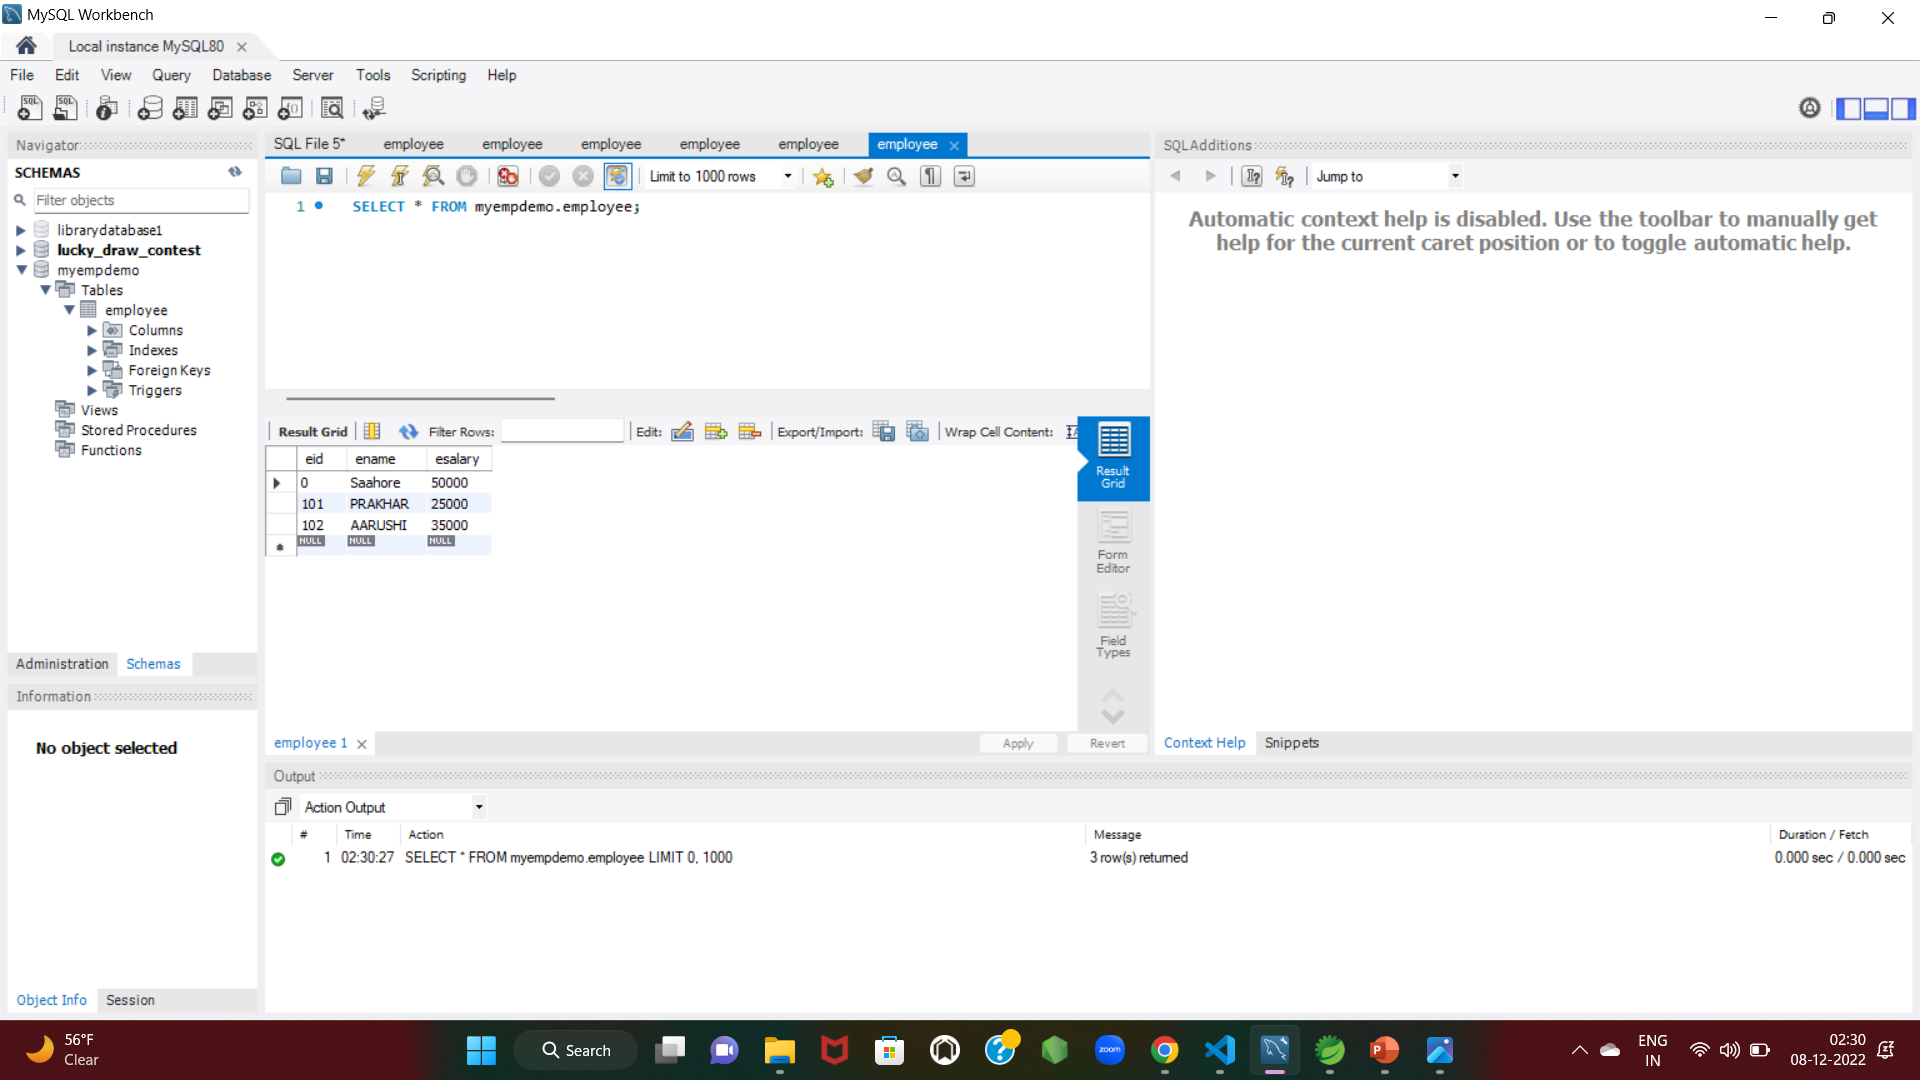 MySQL Workbench
Local instance MySQL80
File Edit View Query Database Server Tools Scripting Help
Navigator
SCHEMAS
Filter objects
librarydatabase1
lucky_draw_contest
myempdemo
Tables
employee
Columns
Indexes
Foreign Keys
Triggers
Views
Stored Procedures
Functions
Administration Schemas
Information
No object selected
Object Info Session
SQL File 5* employee employee employee employee employee employee
Limit to 1000 rows
1 SELECT * FROM myempdemo.employee;
Result Grid Filter Rows: Edit: Export/Import: Wrap Cell Content:
eid ename esalary
0 Saahore 50000
101 PRAKHAR 25000
102 AARUSHI 35000
NULL NULL NULL
Result
Grid
Form
Editor
Field
Types
employee 1
Apply Revert
SQLAdditions
Jump to
Automatic context help is disabled. Use the toolbar to manually get
help for the current caret position or to toggle automatic help.
Context Help Snippets
Output
Action Output
# Time Action Message Duration / Fetch
1 02:30:27 SELECT * FROM myempdemo.employee LIMIT 0, 1000 3 row(s) returned 0.000 sec / 0.000 sec
56°F
Clear
Search
zoom
ENG
IN
02:30
08-12-2022